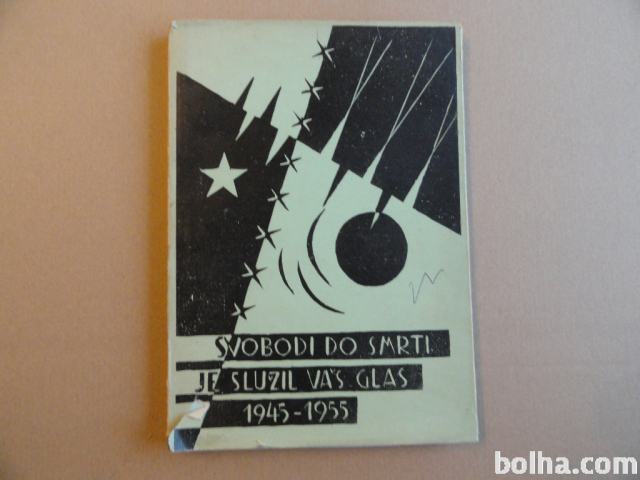 SVOBODI DO SMRTI
JE SLUŽIL VAŠ GLAS
1945-1955
bolha.com